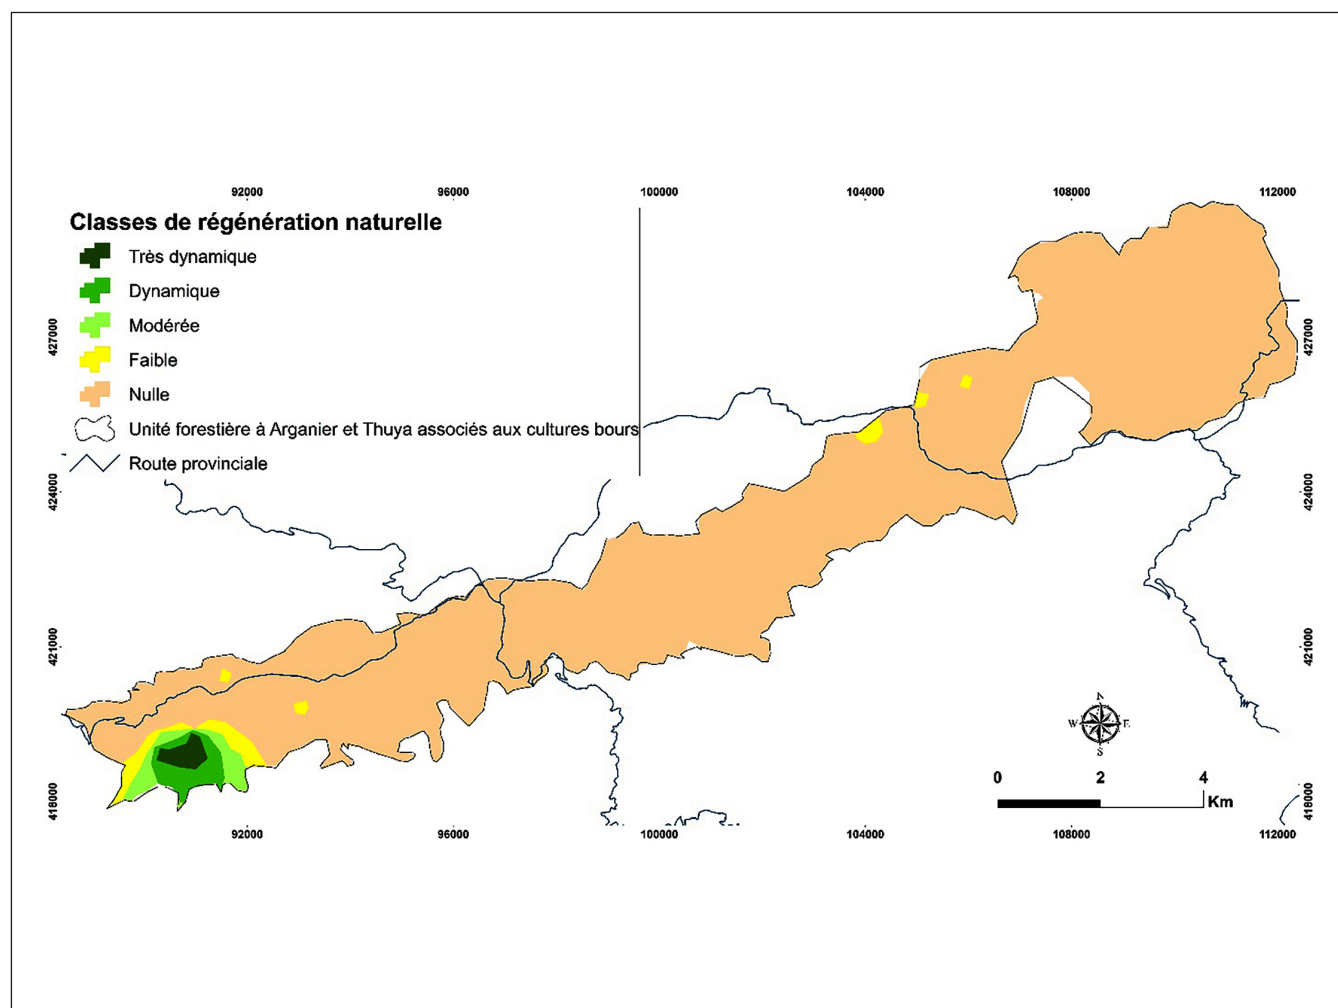 92000 96000 100000 104000 108000 112000
Classes de régénération naturelle
Très dynamique
Dynamique
Modérée
Faible
Nulle
Unité forestière à Arganier et Thuya associés aux cultures bours
Route provinciale
427000 427000
424000 424000
421000 421000
418000 418000
N
W E
S
0 2 4
Km
92000 96000 100000 104000 108000 112000